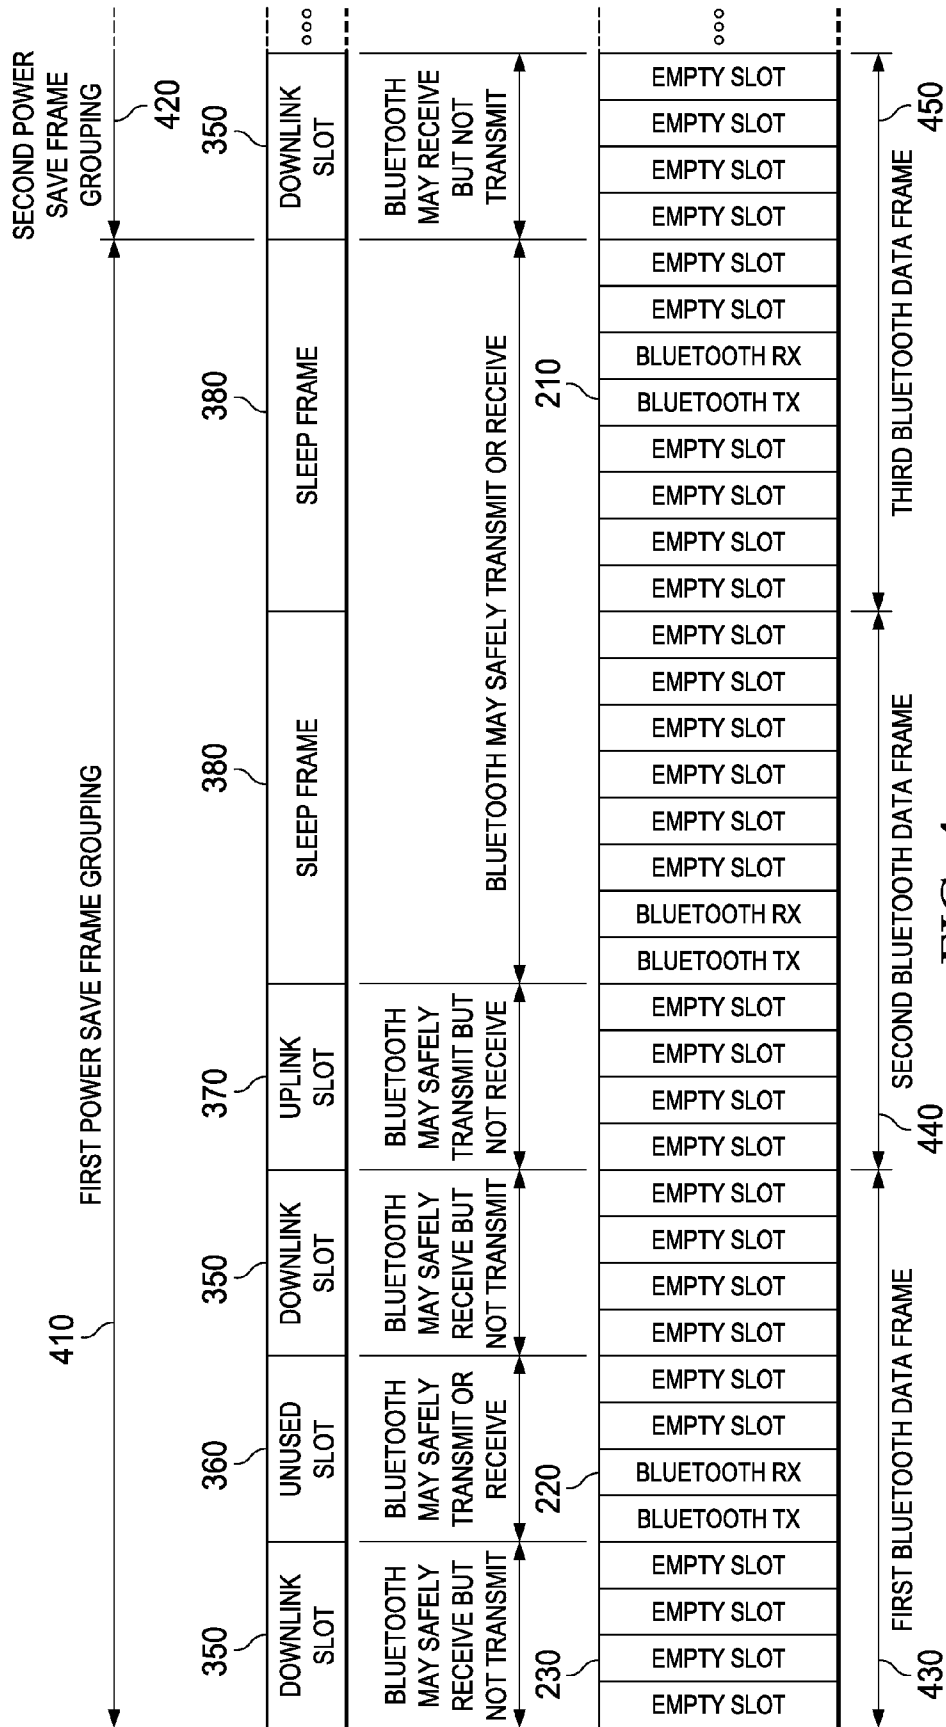 FIRST POWER SAVE FRAME GROUPING
410
SECOND POWER
SAVE FRAME
GROUPING
420
350
360
350
370
380
380
350
DOWNLINK
SLOT
UNUSED
SLOT
DOWNLINK
SLOT
UPLINK
SLOT
SLEEP FRAME
SLEEP FRAME
DOWNLINK
SLOT
BLUETOOTH
MAY SAFELY
RECEIVE BUT
NOT TRANSMIT
BLUETOOTH
MAY SAFELY
TRANSMIT OR
RECEIVE
BLUETOOTH
MAY SAFELY
RECEIVE BUT
NOT TRANSMIT
BLUETOOTH
MAY SAFELY
TRANSMIT BUT
NOT RECEIVE
BLUETOOTH MAY SAFELY TRANSMIT OR RECEIVE
BLUETOOTH
MAY RECEIVE
BUT NOT
TRANSMIT
230
220
210
EMPTY SLOT
EMPTY SLOT
EMPTY SLOT
EMPTY SLOT
BLUETOOTH TX
BLUETOOTH RX
EMPTY SLOT
EMPTY SLOT
EMPTY SLOT
EMPTY SLOT
EMPTY SLOT
EMPTY SLOT
EMPTY SLOT
EMPTY SLOT
EMPTY SLOT
EMPTY SLOT
BLUETOOTH TX
BLUETOOTH RX
EMPTY SLOT
EMPTY SLOT
EMPTY SLOT
EMPTY SLOT
EMPTY SLOT
EMPTY SLOT
EMPTY SLOT
EMPTY SLOT
EMPTY SLOT
EMPTY SLOT
BLUETOOTH TX
BLUETOOTH RX
EMPTY SLOT
EMPTY SLOT
EMPTY SLOT
EMPTY SLOT
EMPTY SLOT
EMPTY SLOT
430
FIRST BLUETOOTH DATA FRAME
440
SECOND BLUETOOTH DATA FRAME
THIRD BLUETOOTH DATA FRAME
450